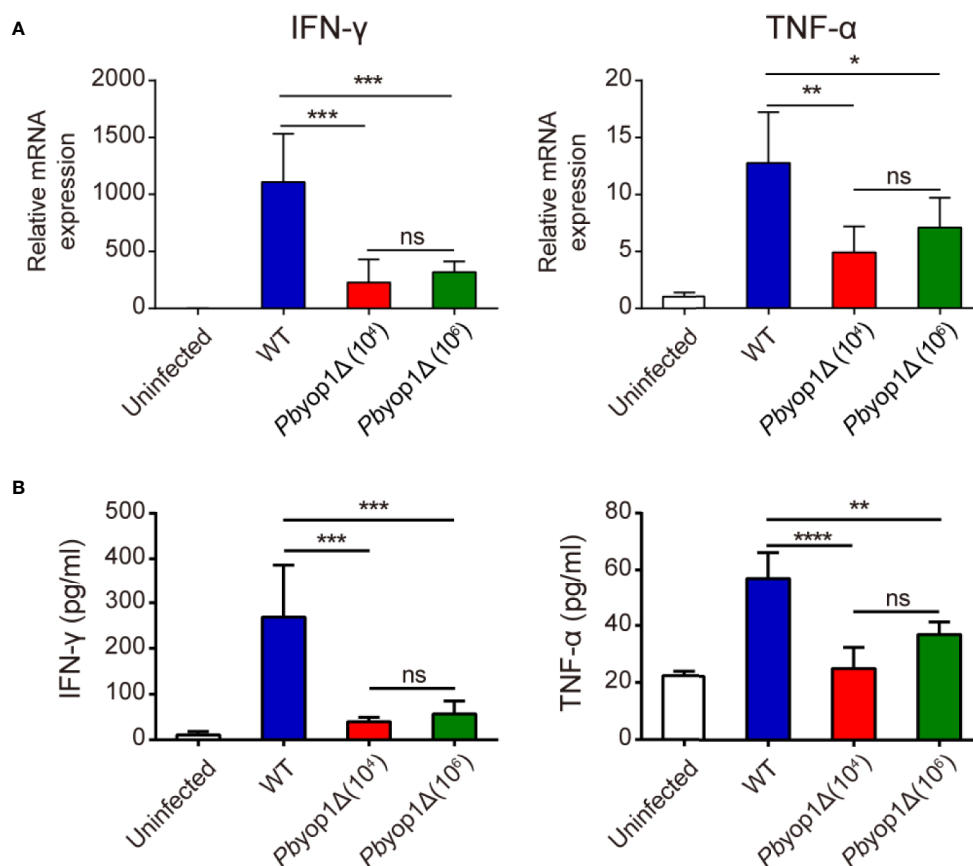 A
IFN-γ
Relative mRNA
expression
2000
1500
1000
500
0
***
***
ns
Uninfected
WT
Pbyop1Δ (10⁴)
Pbyop1Δ (10⁶)
TNF-α
Relative mRNA
expression
20
15
10
5
0
*
**
ns
Uninfected
WT
Pbyop1Δ (10⁴)
Pbyop1Δ (10⁶)
B
IFN-γ (pg/ml)
500
400
300
200
100
0
***
***
ns
Uninfected
WT
Pbyop1Δ(10⁴)
Pbyop1Δ(10⁶)
TNF-α (pg/ml)
80
60
40
20
0
**
****
ns
Uninfected
WT
Pbyop1Δ(10⁴)
Pbyop1Δ(10⁶)